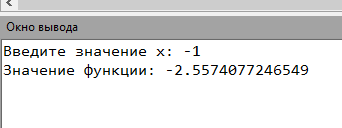 Окно вывода
Введите значение x: -1
Значение функции: -2.5574077246549